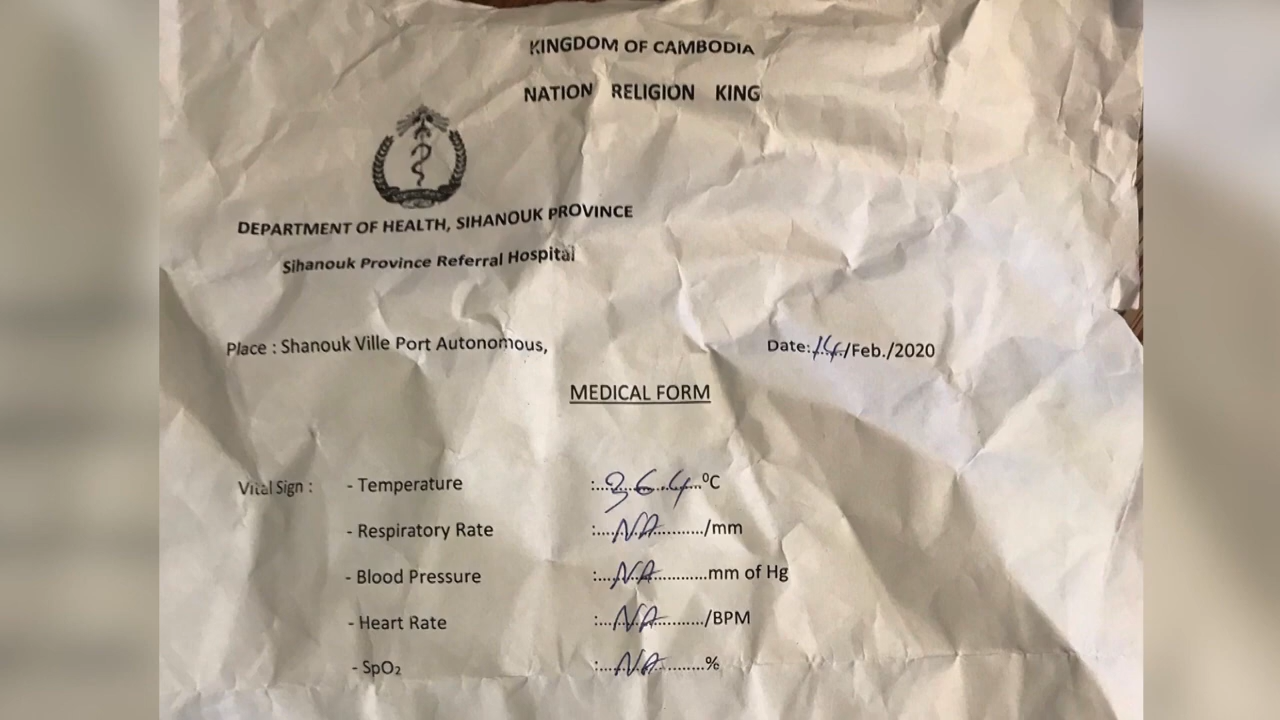 KINGDOM OF CAMBODIA
NATION RELIGION KING
DEPARTMENT OF HEALTH, SIHANOUK PROVINCE
Sihanouk Province Referral Hospital
Place : Shanouk Ville Port Autonomous,
Date:.14./Feb./2020
MEDICAL FORM
Vital Sign : - Temperature :...36.4...⁰C
- Respiratory Rate :....NA.........../mm
- Blood Pressure :....NA...........mm of Hg
- Heart Rate :....NA.........../BPM
- SpO₂ :....NA...........%